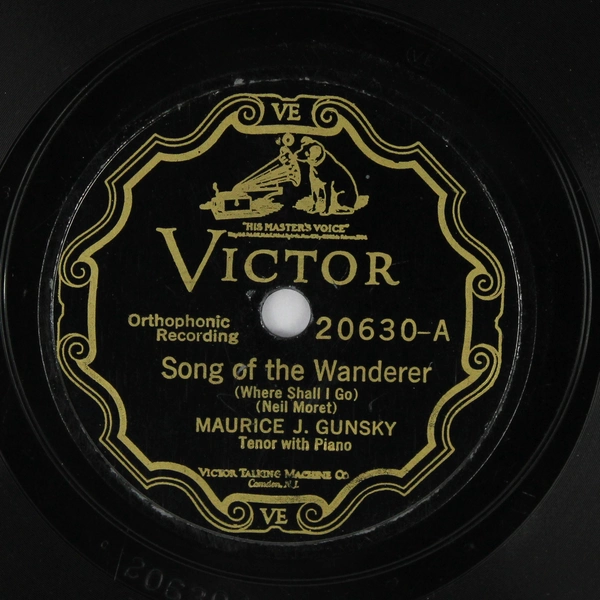 VE
"HIS MASTER'S VOICE"
VICTOR
Orthophonic
Recording
20630-A
Song of the Wanderer
(Where Shall I Go)
(Neil Moret)
MAURICE J. GUNSKY
Tenor with Piano
VICTOR TALKING MACHINE CO
Camden, N.J.
VE